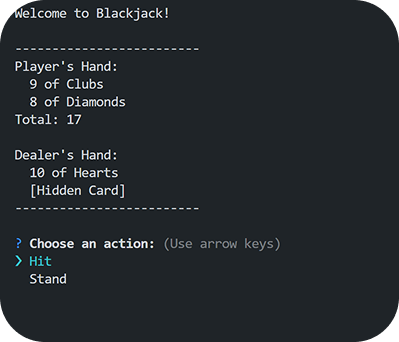 Welcome to Blackjack!
-------------------------
Player's Hand:
9 of Clubs
8 of Diamonds
Total: 17
Dealer's Hand:
10 of Hearts
[Hidden Card]
-------------------------
? Choose an action: (Use arrow keys)
❯ Hit
Stand